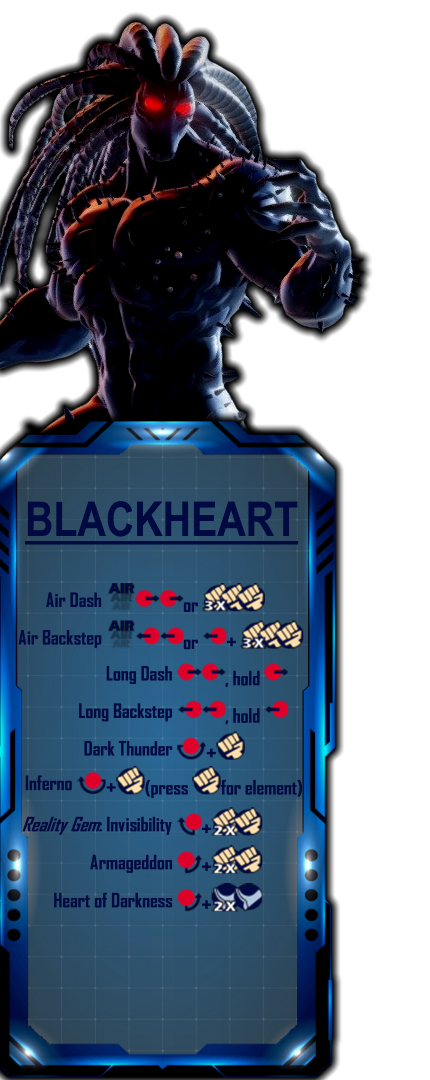 BLACKHEART
Air Dash AIR or 3X
Air Backstep AIR or + 3X
Long Dash , hold
Long Backstep , hold
Dark Thunder +
Inferno + (press for element)
Reality Gem: Invisibility + 2X
Armageddon + 2X
Heart of Darkness + 2X